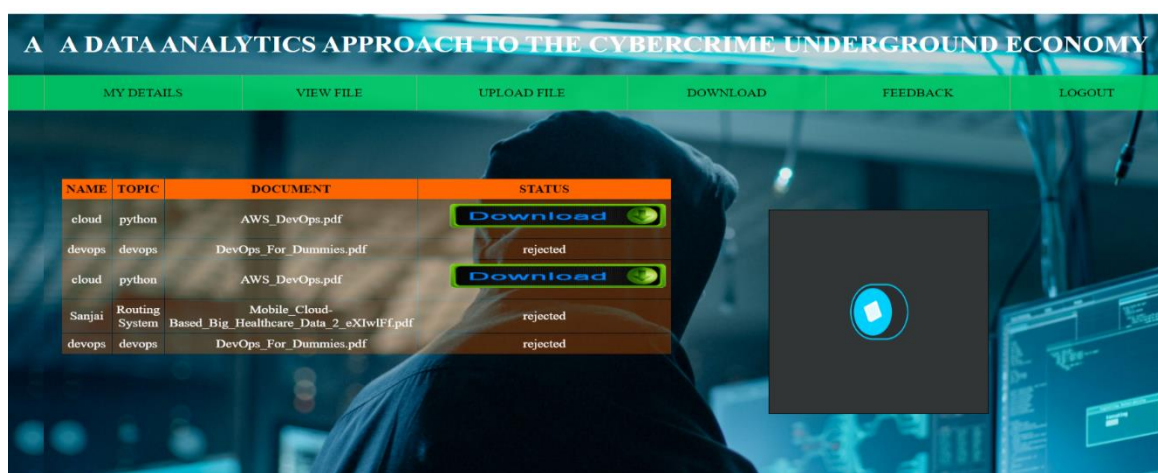 A A DATA ANALYTICS APPROACH TO THE CYBERCRIME UNDERGROUND ECONOMY
MY DETAILS VIEW FILE UPLOAD FILE DOWNLOAD FEEDBACK LOGOUT
NAME TOPIC DOCUMENT STATUS
cloud python AWS_DevOps.pdf Download
devops devops DevOps_For_Dummies.pdf rejected
cloud python AWS_DevOps.pdf Download
Sanjai Routing System Mobile_Cloud-
Based_Big_Healthcare_Data_2_eXIwlFf.pdf rejected
devops devops DevOps_For_Dummies.pdf rejected